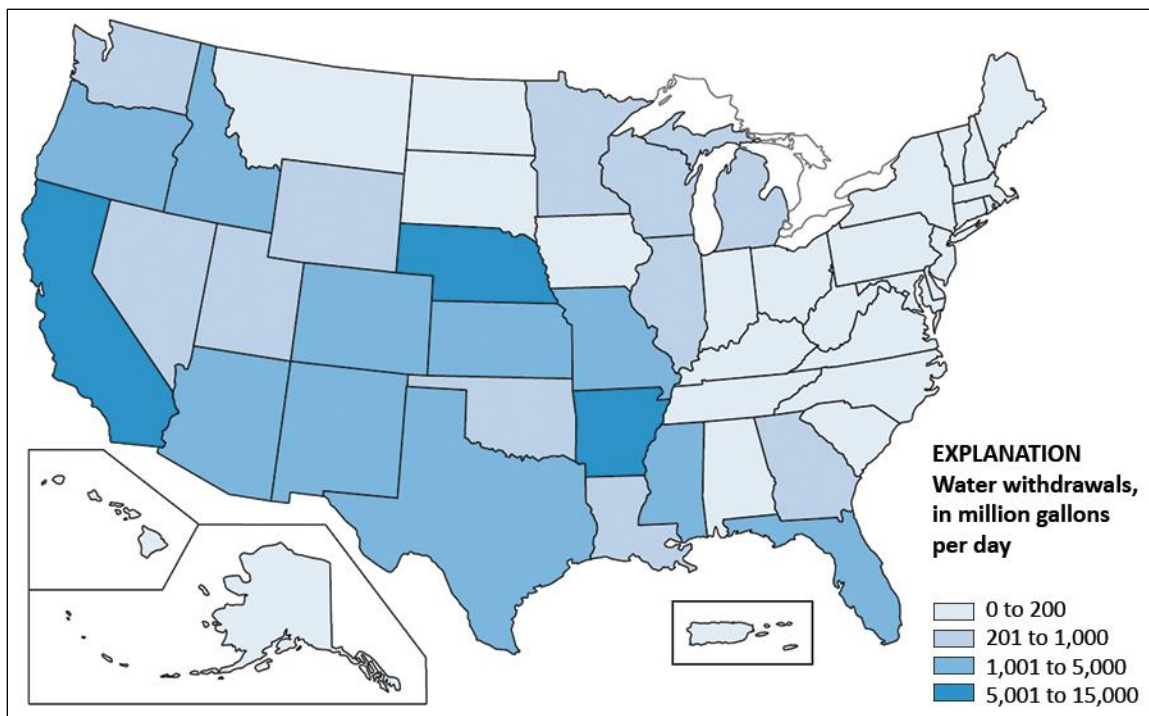 EXPLANATION
Water withdrawals,
in million gallons
per day
0 to 200
201 to 1,000
1,001 to 5,000
5,001 to 15,000